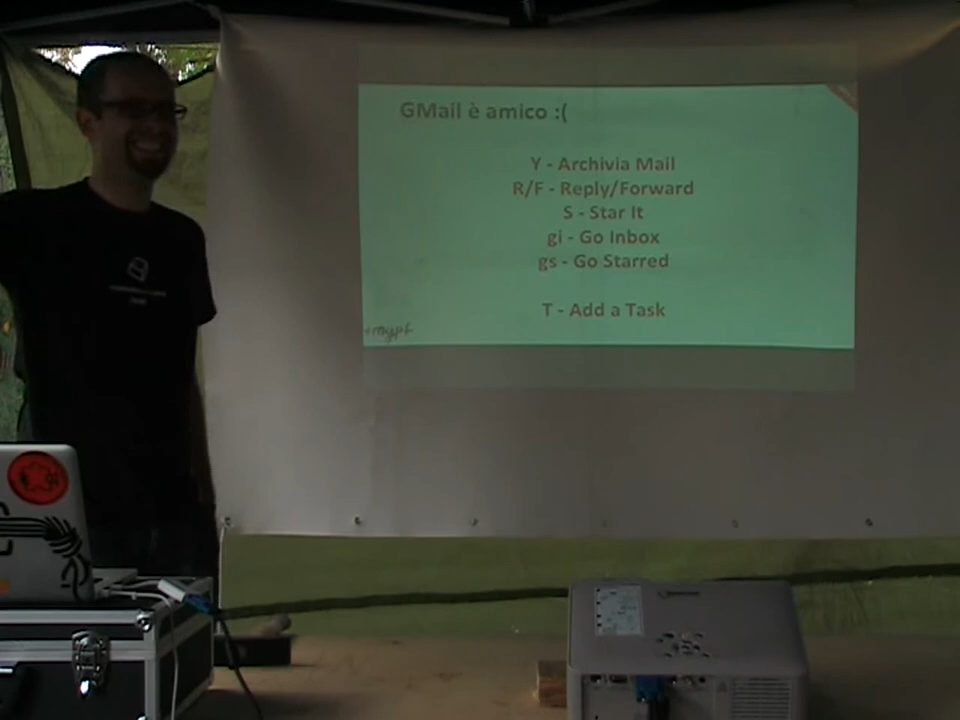 GMail è amico :(
Y - Archivia Mail
R/F - Reply/Forward
S - Star It
gi - Go Inbox
gs - Go Starred
T - Add a Task